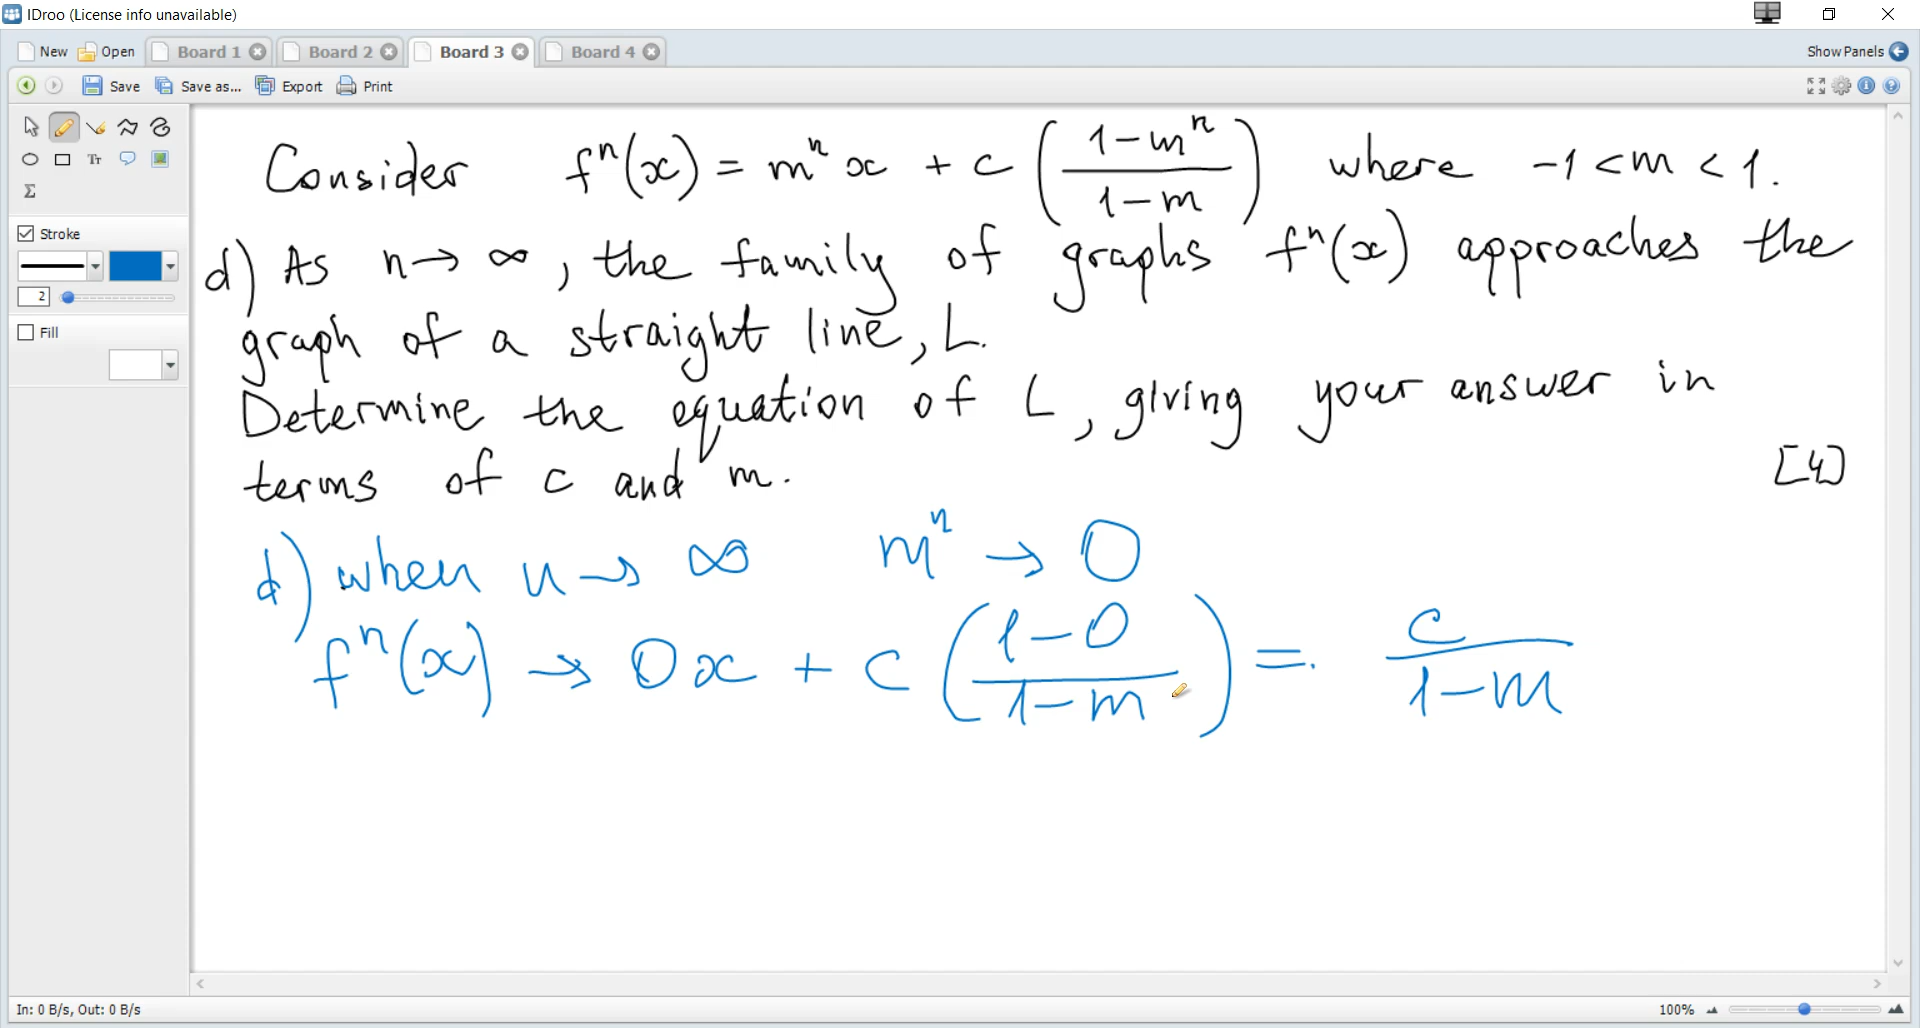 IDroo (License info unavailable)
New Open Board 1 Board 2 Board 3 Board 4 Show Panels
Save Save as... Export Print
Stroke
2
Fill
Consider fⁿ(x) = mⁿx + c ((1-mⁿ)/(1-m)) where -1 < m < 1.
d) As n→∞, the family of graphs fⁿ(x) approaches the
graph of a straight line, L.
Determine the equation of L, giving your answer in
terms of c and m. [4]
d) when n→∞ mⁿ → 0
fⁿ(x) → 0x + c ((1-0)/(1-m)) = c/(1-m)
In: 0 B/s, Out: 0 B/s 100%